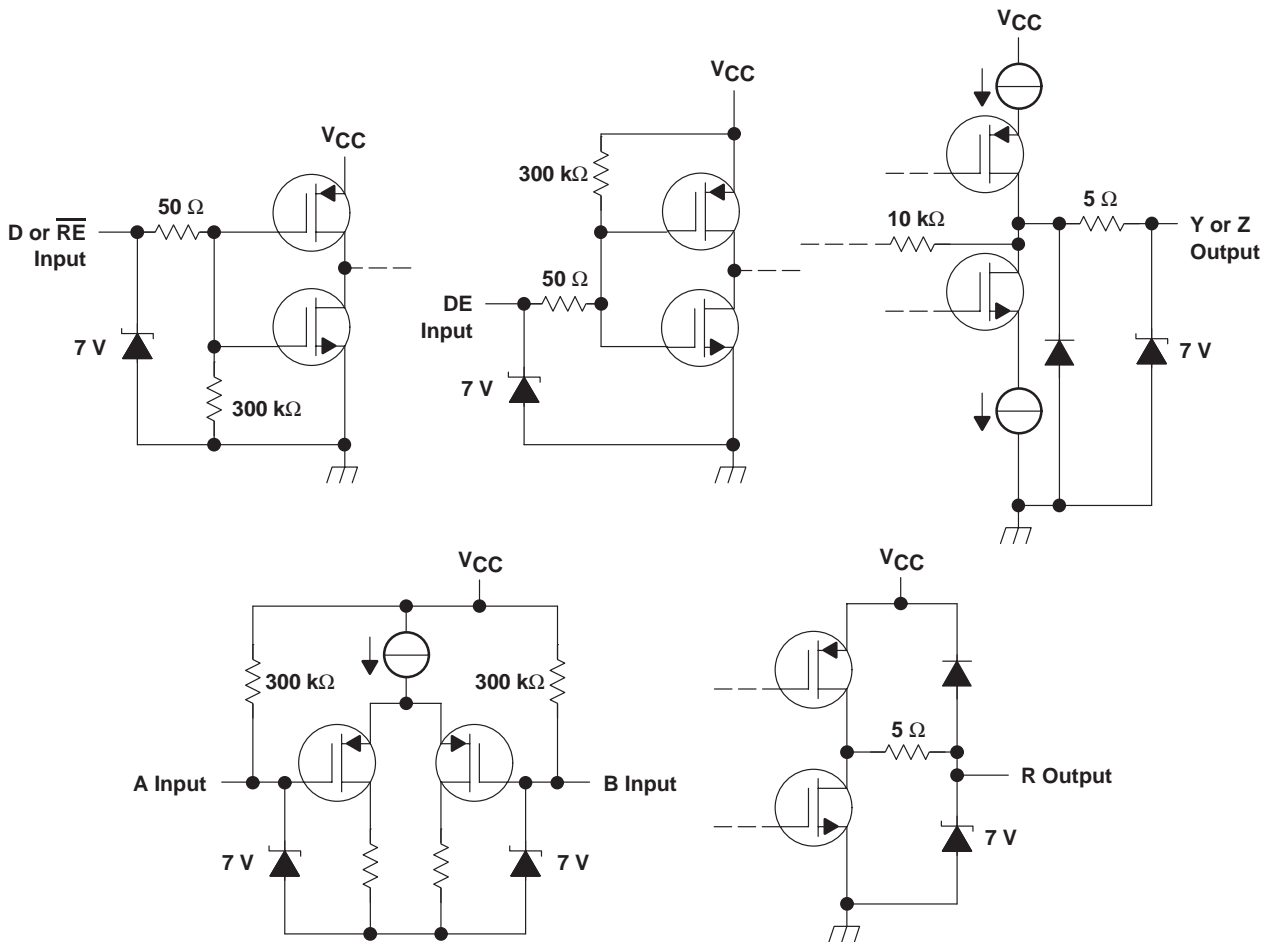 VCC
50 Ω
D or RE
Input
7 V
300 kΩ
VCC
300 kΩ
50 Ω
DE
Input
7 V
VCC
10 kΩ
5 Ω
Y or Z
Output
7 V
VCC
300 kΩ
300 kΩ
A Input
B Input
7 V
7 V
VCC
5 Ω
R Output
7 V